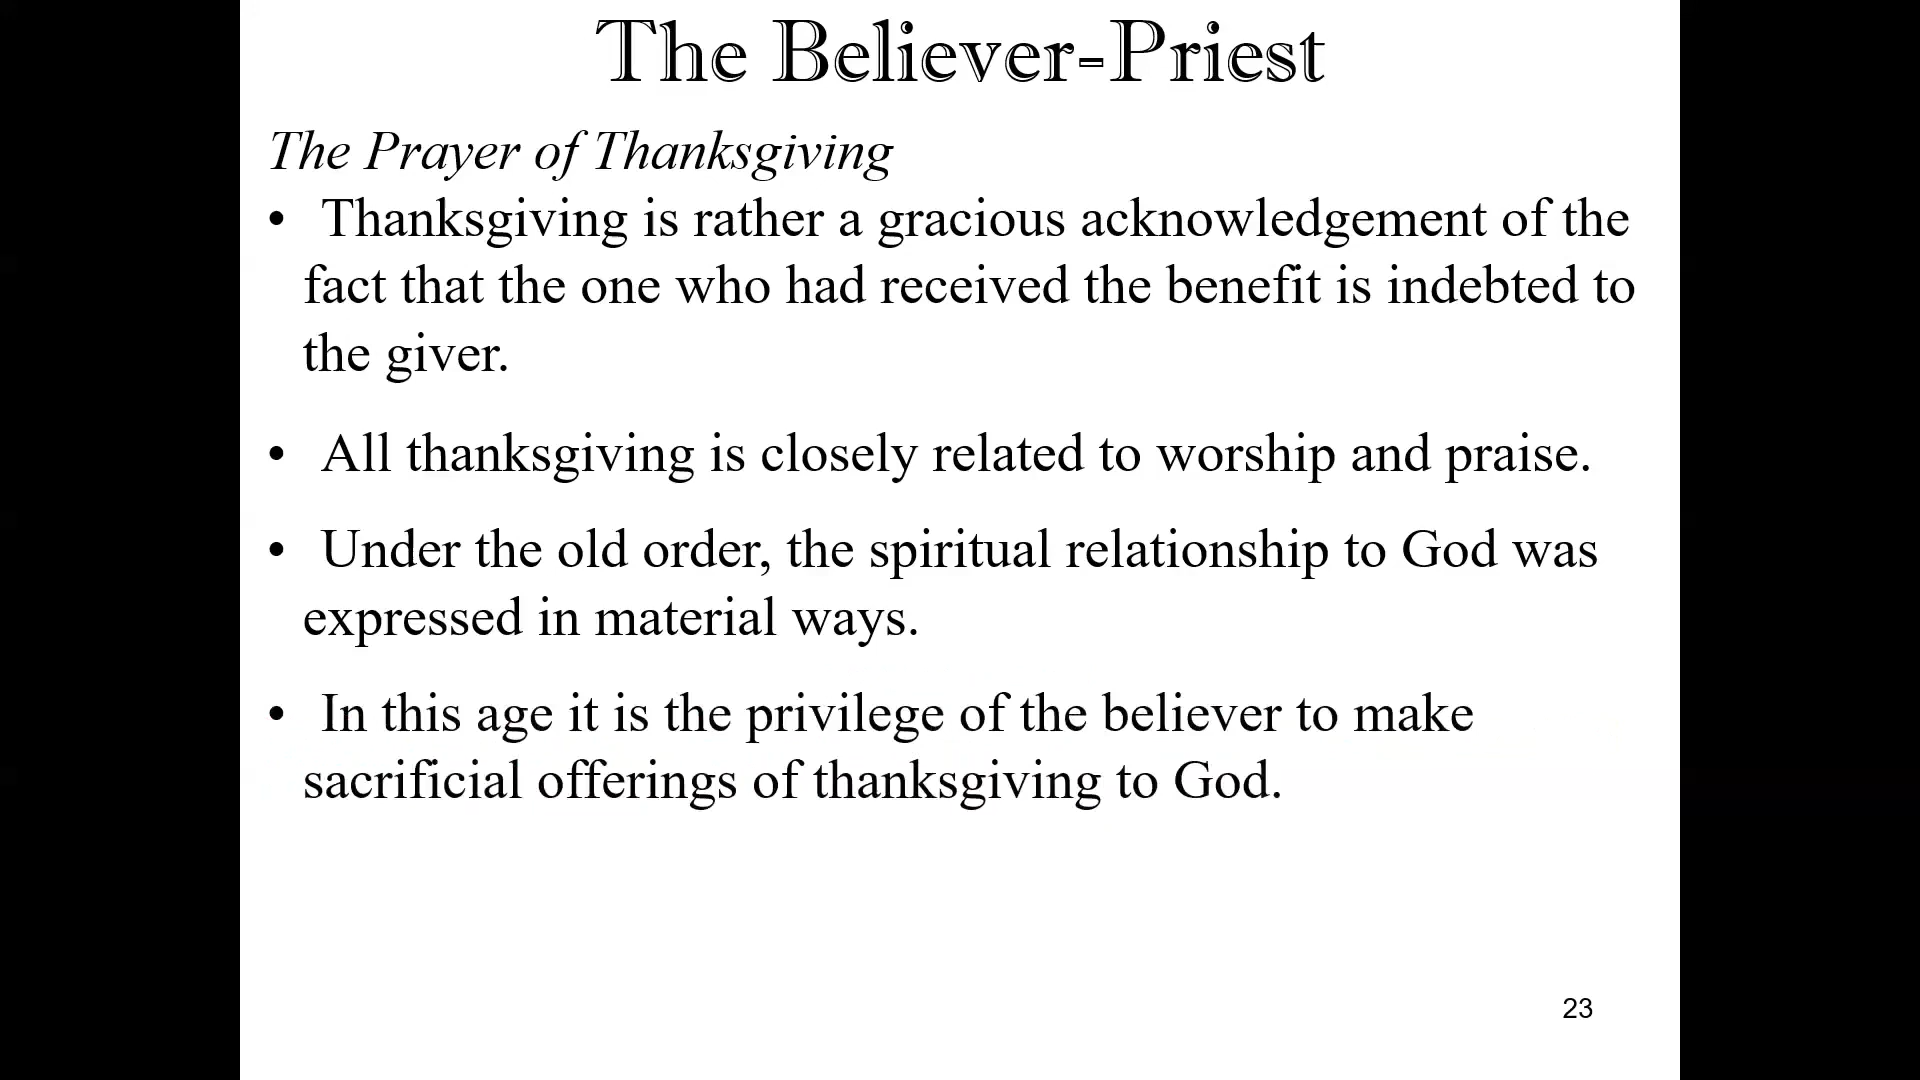 The Believer-Priest
The Prayer of Thanksgiving
• Thanksgiving is rather a gracious acknowledgement of the
fact that the one who had received the benefit is indebted to
the giver.
• All thanksgiving is closely related to worship and praise.
• Under the old order, the spiritual relationship to God was
expressed in material ways.
• In this age it is the privilege of the believer to make
sacrificial offerings of thanksgiving to God.
23